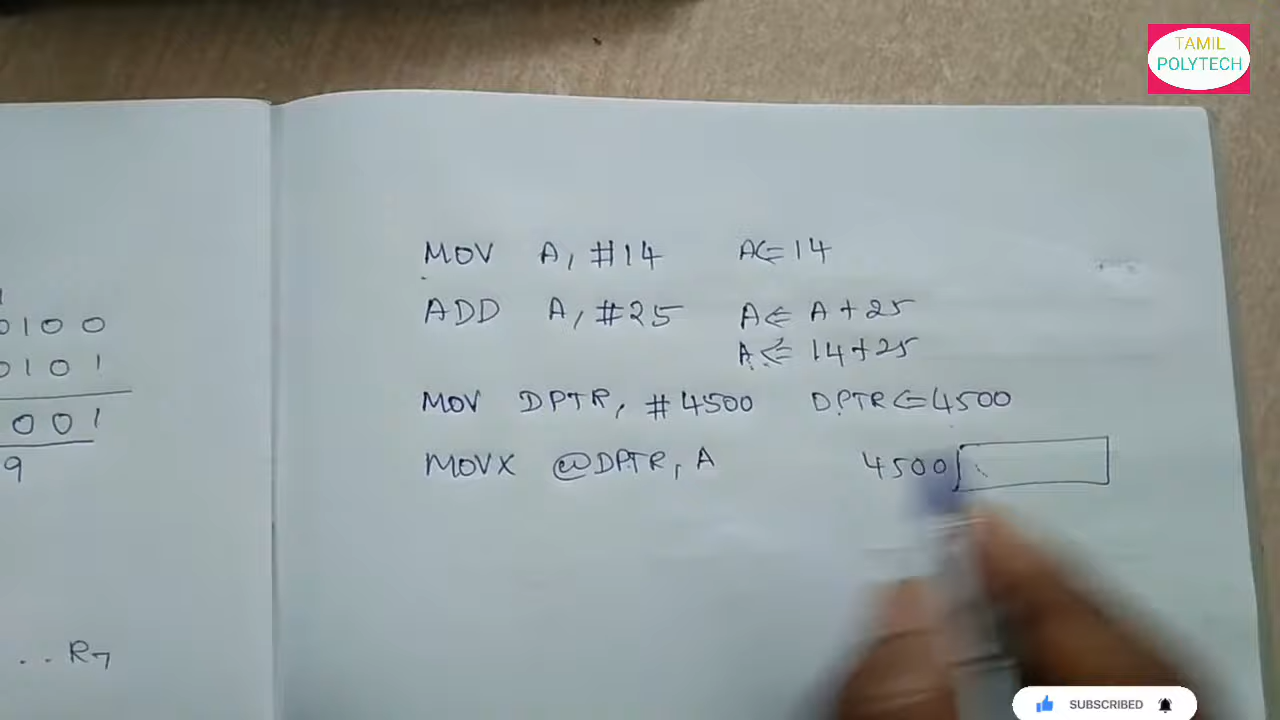 TAMIL
POLYTECH
0100
0101
001
9
.. R7
MOV A, #14 A⇐14
ADD A, #25 A⇐ A+25
A⇐ 14+25
MOV DPTR, #4500 DPTR⇐4500
MOVX @DPTR, A 4500
SUBSCRIBED